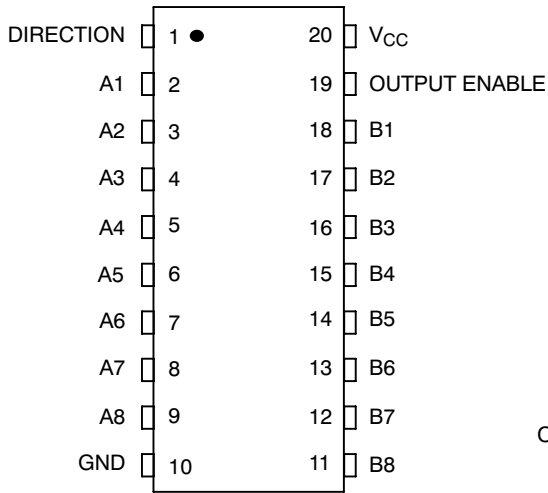 DIRECTION 1 20 VCC
A1 2 19 OUTPUT ENABLE
A2 3 18 B1
A3 4 17 B2
A4 5 16 B3
A5 6 15 B4
A6 7 14 B5
A7 8 13 B6
A8 9 12 B7
GND 10 11 B8